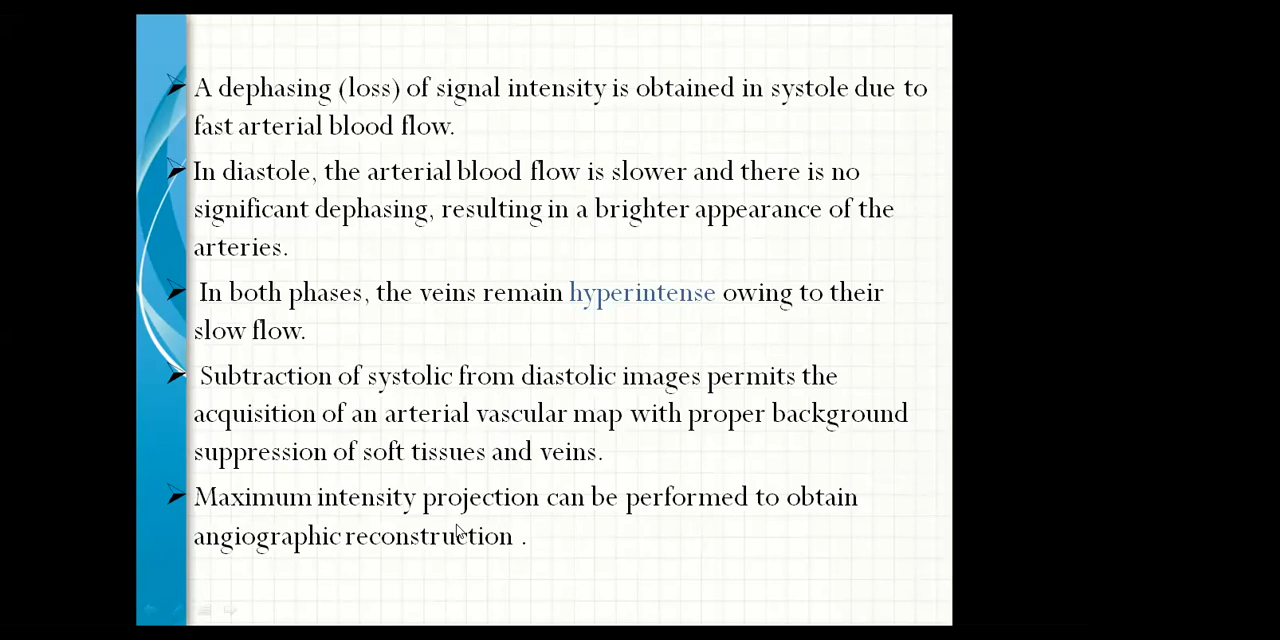 A dephasing (loss) of signal intensity is obtained in systole due to
fast arterial blood flow.
In diastole, the arterial blood flow is slower and there is no
significant dephasing, resulting in a brighter appearance of the
arteries.
In both phases, the veins remain hyperintense owing to their
slow flow.
Subtraction of systolic from diastolic images permits the
acquisition of an arterial vascular map with proper background
suppression of soft tissues and veins.
Maximum intensity projection can be performed to obtain
angiographic reconstruction .